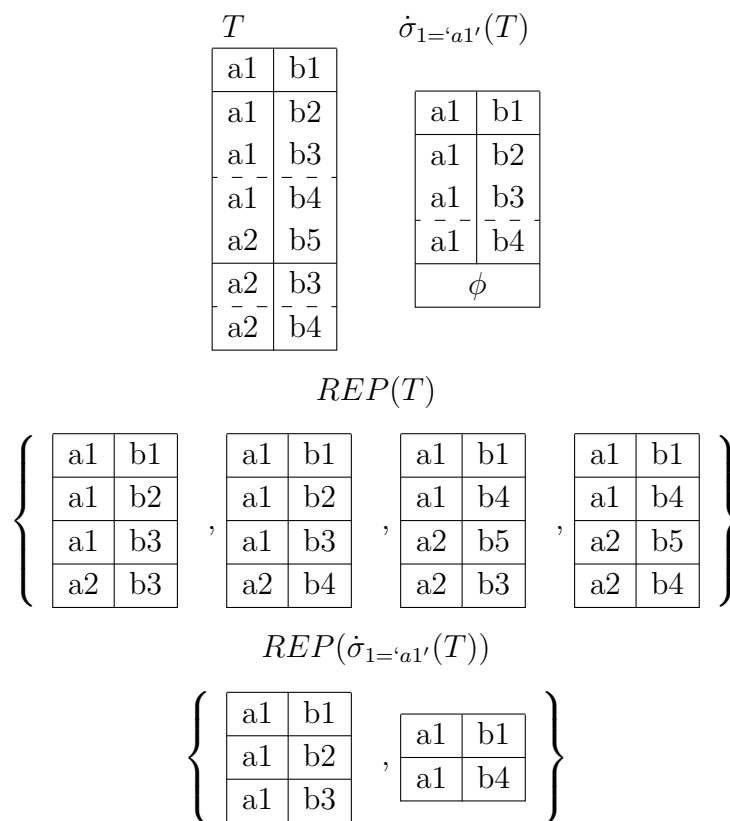 T σ̇1=‘a1′(T)
a1 b1
a1 b2
a1 b3
a1 b4
a2 b5
a2 b3
a2 b4
a1 b1
a1 b2
a1 b3
a1 b4
ϕ
REP(T)
{ a1 b1 , a1 b1 , a1 b1 , a1 b1 }
a1 b2 a1 b2 a1 b4 a1 b4
a1 b3 a1 b3 a2 b5 a2 b5
a2 b3 a2 b4 a2 b3 a2 b4
REP(σ̇1=‘a1′(T))
{ a1 b1 , a1 b1 }
a1 b2 a1 b4
a1 b3